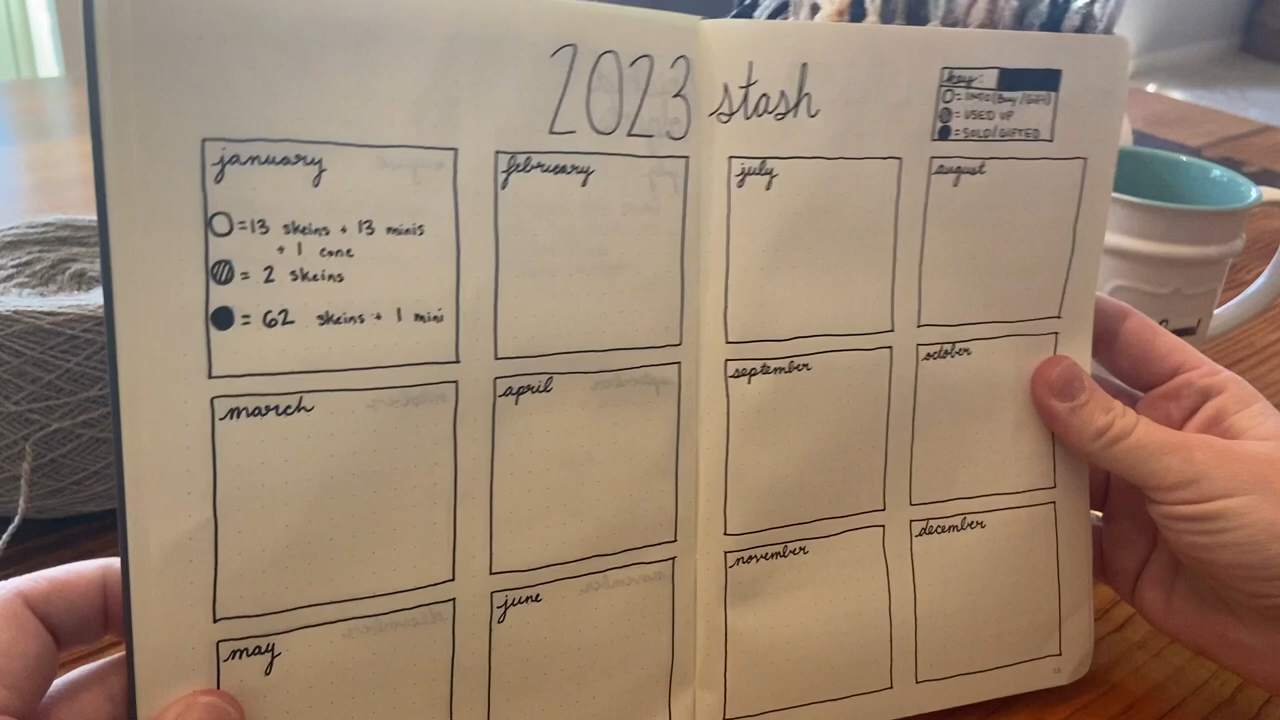 2023 stash
key:
= INTO (Buy/Gift)
= USED UP
= SOLD/GIFTED
january
= 13 skeins + 13 minis
+ 1 cone
= 2 skeins
= 62 skeins + 1 mini
february
march
april
may
june
july
august
september
october
november
december